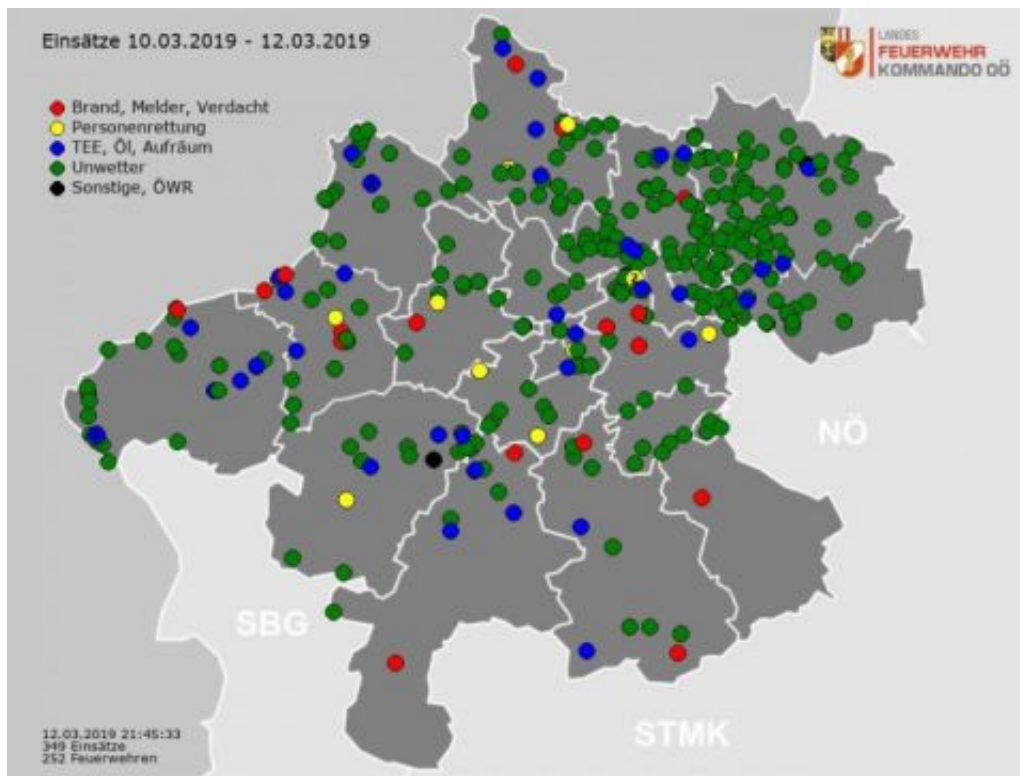 Einsätze 10.03.2019 - 12.03.2019
LANDES
FEUERWEHR
KOMMANDO OÖ
Brand, Melder, Verdacht
Personenrettung
TEE, Öl, Aufräum
Unwetter
Sonstige, ÖWR
NÖ
SBG
STMK
12.03.2019 21:45:33
349 Einsätze
252 Feuerwehren